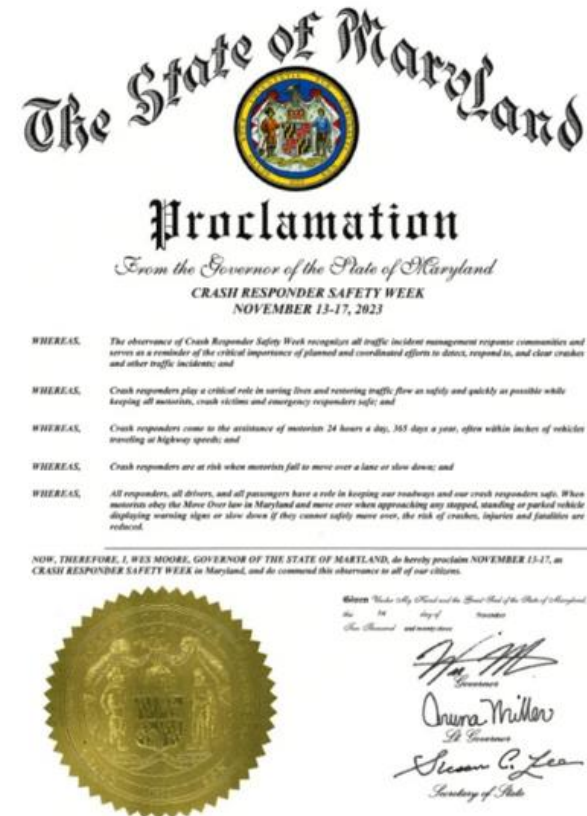 The State of Maryland
Proclamation
From the Governor of the State of Maryland
CRASH RESPONDER SAFETY WEEK
NOVEMBER 13-17, 2023
WHEREAS, The observance of Crash Responder Safety Week recognizes all traffic incident management response communities and
serves as a reminder of the critical importance of planned and coordinated efforts to detect, respond to, and clear crashes
and other traffic incidents; and
WHEREAS, Crash responders play a critical role in saving lives and restoring traffic flow as safely and quickly as possible while
keeping all motorists, crash victims and emergency responders safe; and
WHEREAS, Crash responders come to the assistance of motorists 24 hours a day, 365 days a year, often within inches of vehicles
traveling at highway speeds; and
WHEREAS, Crash responders are at risk when motorists fail to move over a lane or slow down; and
WHEREAS, All responders, all drivers, and all passengers have a role in keeping our roadways and our crash responders safe. When
motorists obey the Move Over law in Maryland and move over when approaching any stopped, standing or parked vehicle
displaying warning signs or slow down if they cannot safely move over, the risk of crashes, injuries and fatalities are
reduced.
NOW, THEREFORE, I, WES MOORE, GOVERNOR OF THE STATE OF MARYLAND, do hereby proclaim NOVEMBER 13-17, as
CRASH RESPONDER SAFETY WEEK in Maryland, and do commend this observance to all of our citizens.
Given Under My Hand and the Great Seal of the State of Maryland,
this day of November
Two Thousand and twenty-three
Governor
Aruna Miller
Lt. Governor
Susan C. Lee
Secretary of State